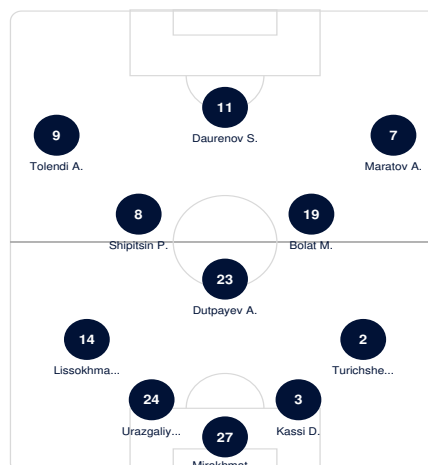 11
Daurenov S.
9
7
Tolendi A.
Maratov A.
8
19
Shipitsin P.
Bolat M.
23
Dutpayev A.
14
2
Lissokhma...
Turichshe...
24
3
Urazgaliy...
Kassi D.
27
Mirakhmet...